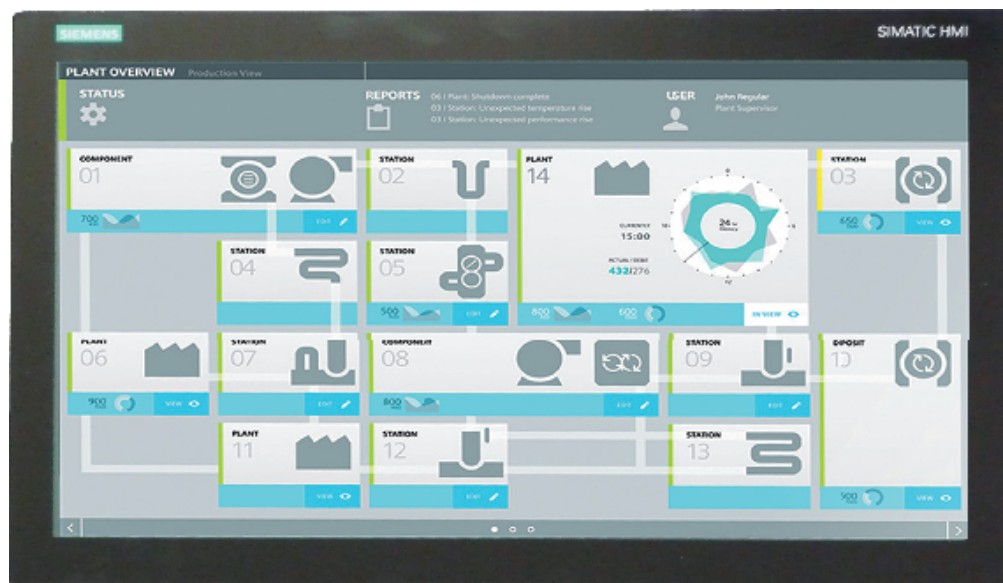 SIEMENS
SIMATIC HMI
PLANT OVERVIEW Production View
STATUS
REPORTS
06 / Plant: Shutdown complete
03 / Station: Unexpected temperature rise
03 / Station: Unexpected performance rise
USER
John Regular
Plant Supervisor
COMPONENT
01
700
EDIT
STATION
02
PLANT
14
CURRENTLY
15:00
ACTUAL / DEBIT
432/276
24
800
600
IN VIEW
STATION
03
650
VIEW
STATION
04
STATION
05
500
EDIT
PLANT
06
900
VIEW
STATION
07
EDIT
COMPONENT
08
800
EDIT
STATION
09
EDIT
DIPOSIT
10
500
VIEW
PLANT
11
VIEW
STATION
12
EDIT
STATION
13